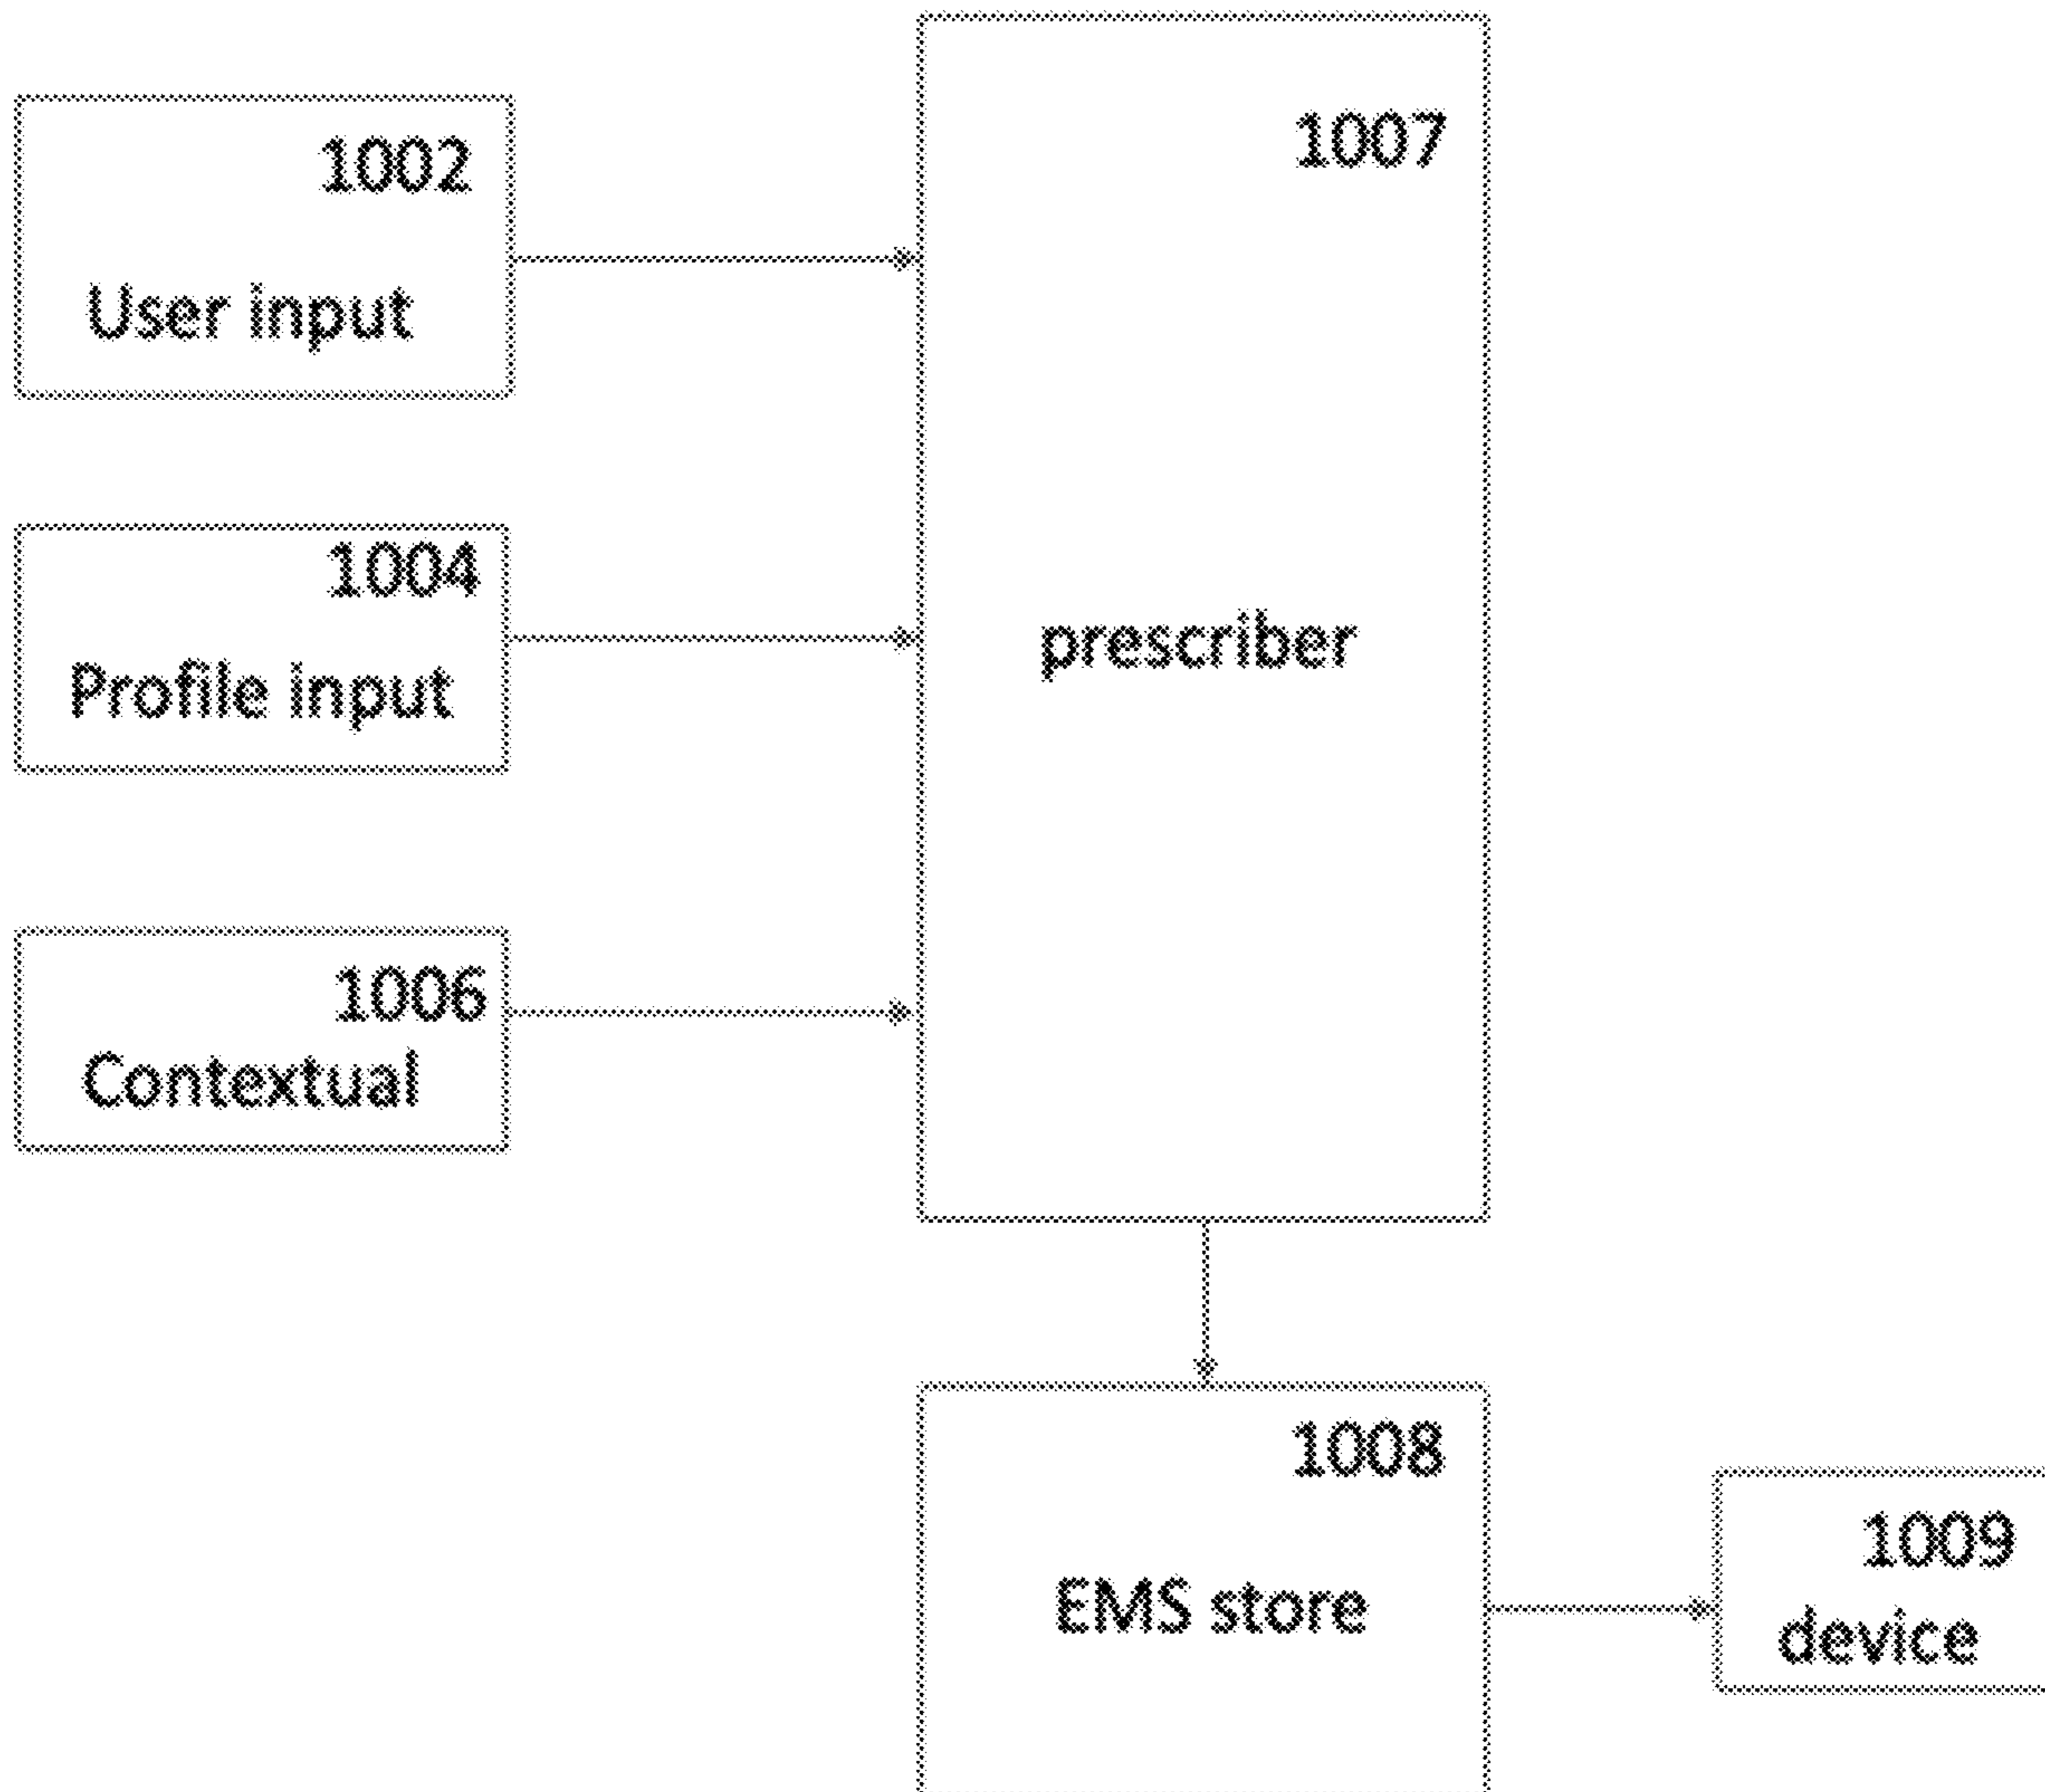 1002
User input
1004
Profile input
1006
Contextual
1007
prescriber
1008
EMS store
1009
device